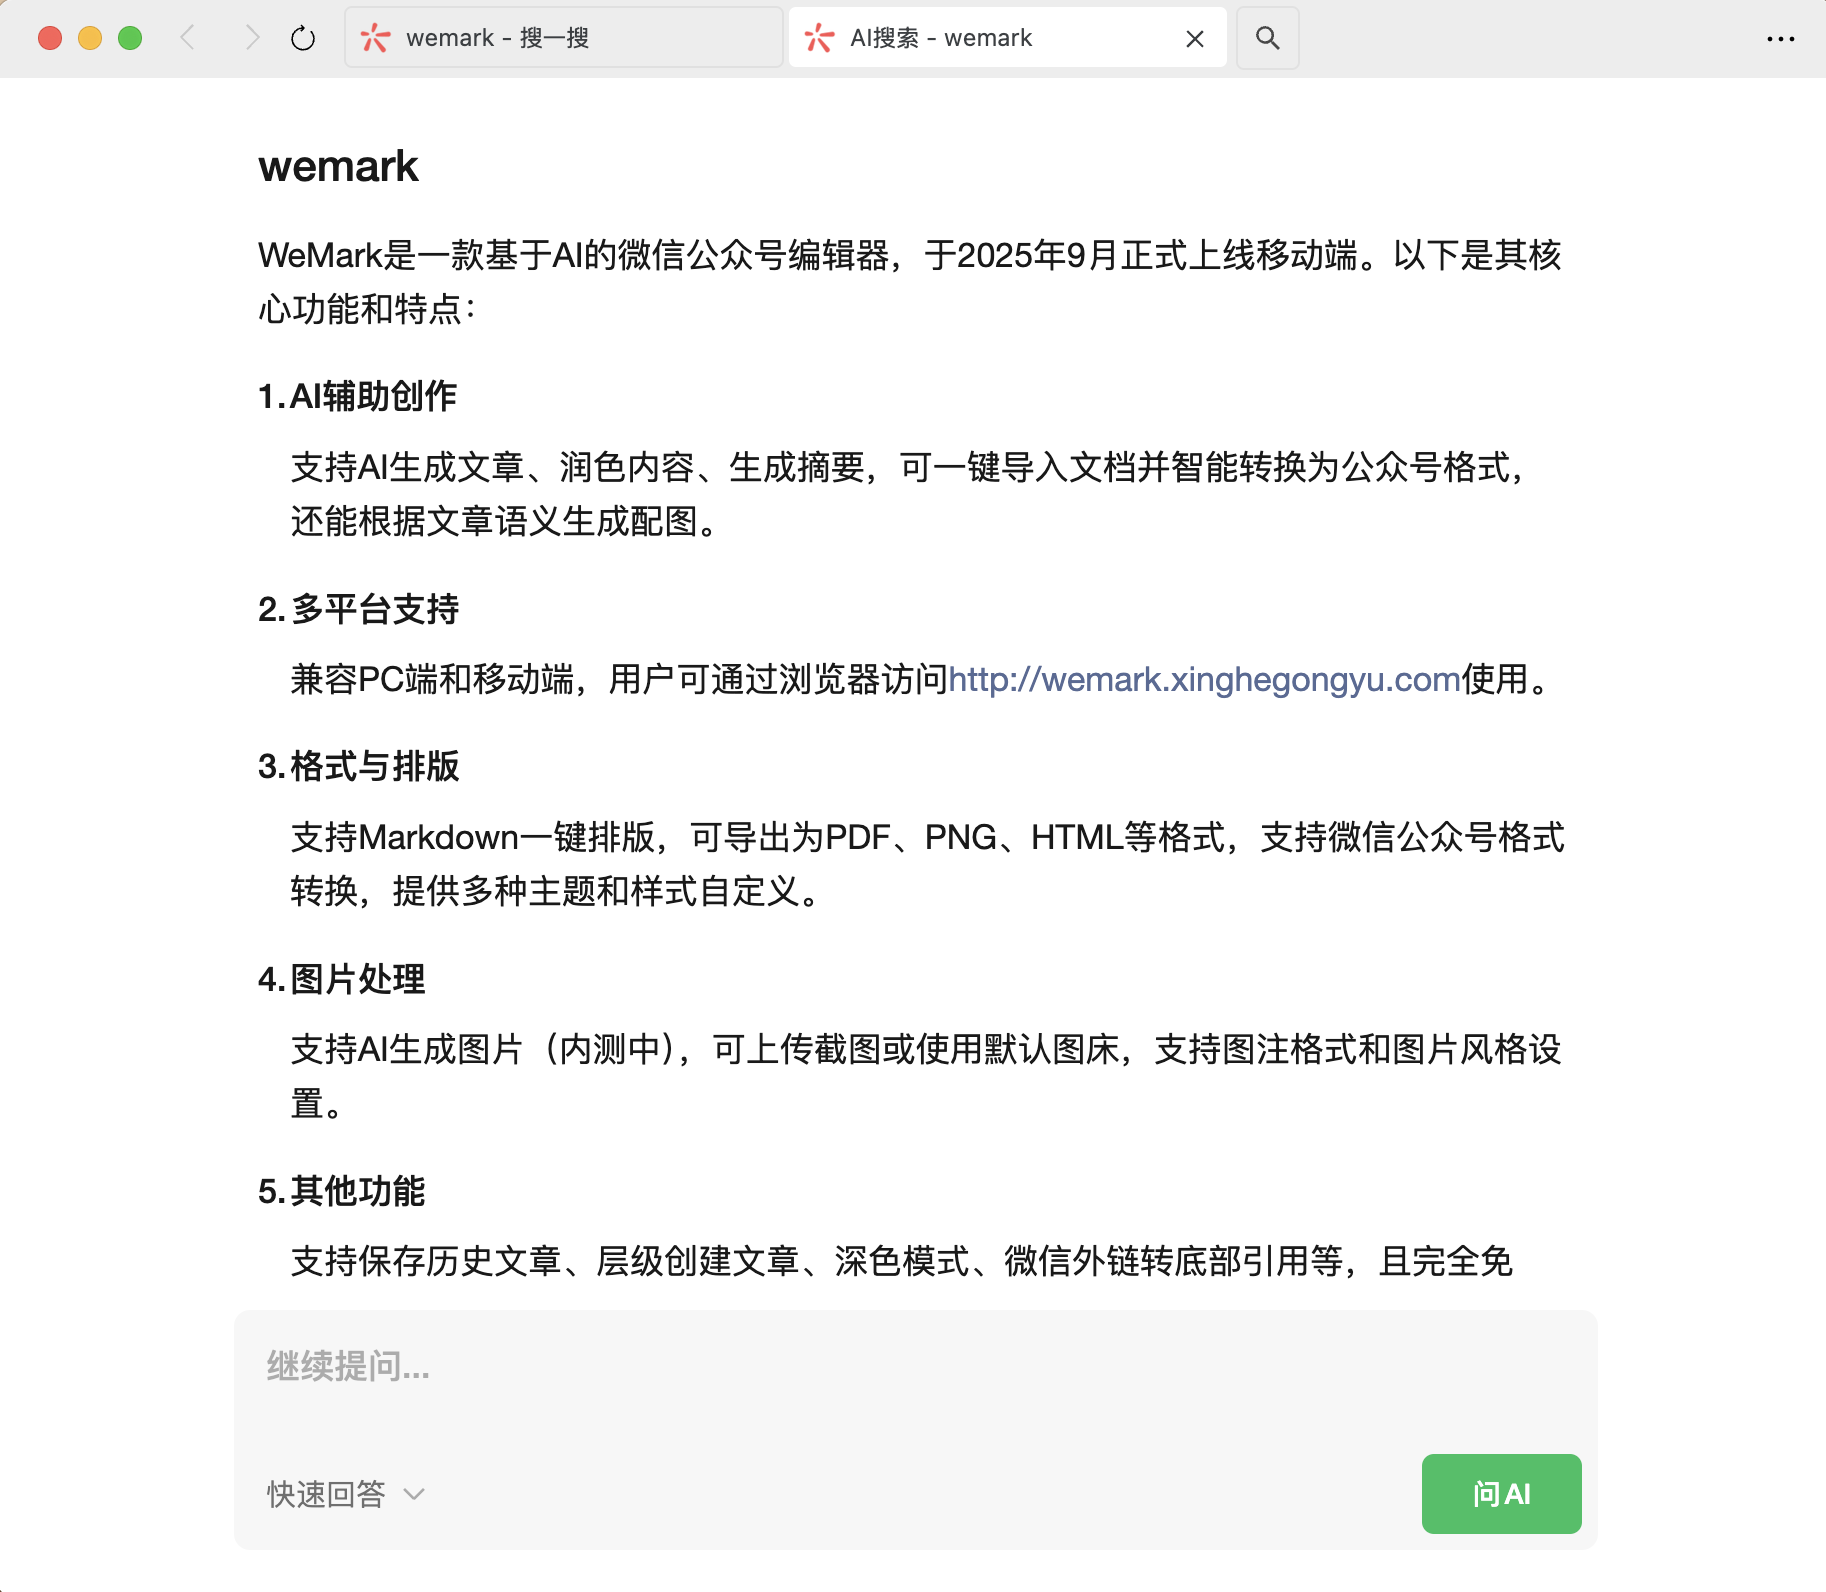 wemark - 搜一搜
AI搜索 - wemark
wemark
WeMark是一款基于AI的微信公众号编辑器，于2025年9月正式上线移动端。以下是其核
心功能和特点：
1.AI辅助创作
支持AI生成文章、润色内容、生成摘要，可一键导入文档并智能转换为公众号格式，
还能根据文章语义生成配图。
2.多平台支持
兼容PC端和移动端，用户可通过浏览器访问http://wemark.xinghegongyu.com使用。
3.格式与排版
支持Markdown一键排版，可导出为PDF、PNG、HTML等格式，支持微信公众号格式
转换，提供多种主题和样式自定义。
4.图片处理
支持AI生成图片（内测中），可上传截图或使用默认图床，支持图注格式和图片风格设
置。
5.其他功能
支持保存历史文章、层级创建文章、深色模式、微信外链转底部引用等，且完全免
继续提问...
快速回答
问AI